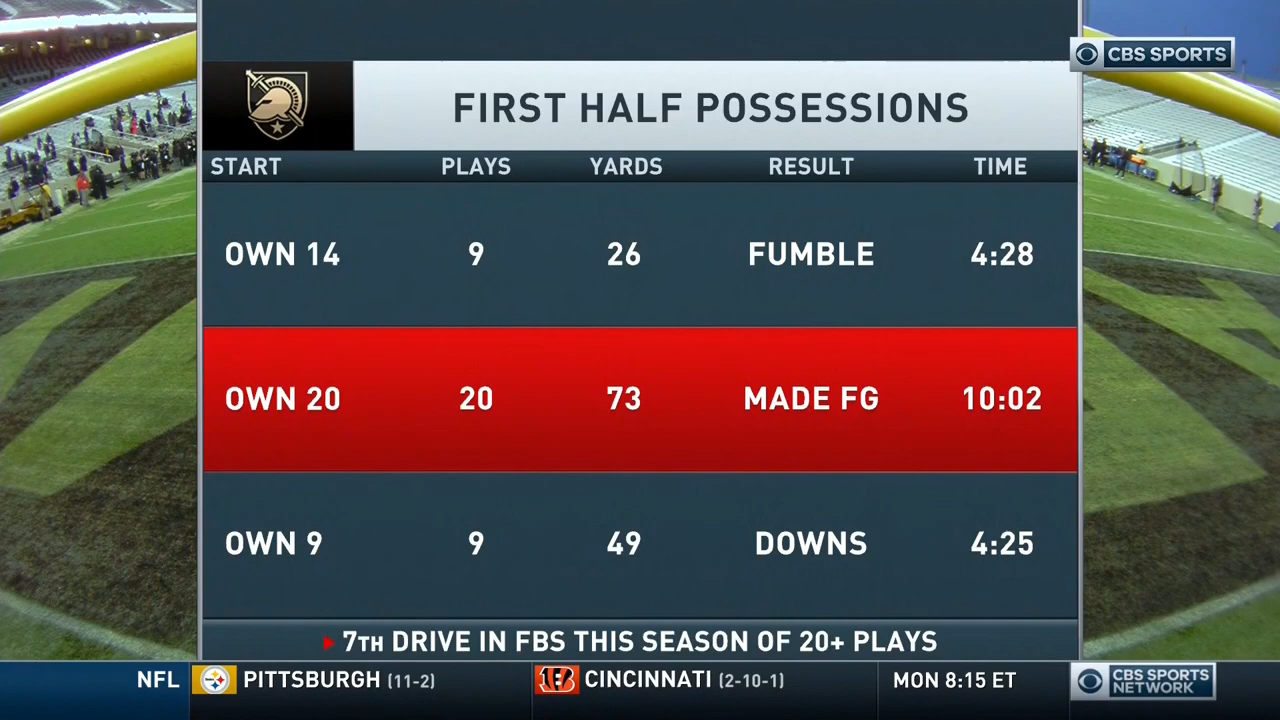 CBS SPORTS
FIRST HALF POSSESSIONS
START PLAYS YARDS RESULT TIME
OWN 14 9 26 FUMBLE 4:28
OWN 20 20 73 MADE FG 10:02
OWN 9 9 49 DOWNS 4:25
7TH DRIVE IN FBS THIS SEASON OF 20+ PLAYS
NFL PITTSBURGH (11-2) CINCINNATI (2-10-1) MON 8:15 ET CBS SPORTS NETWORK